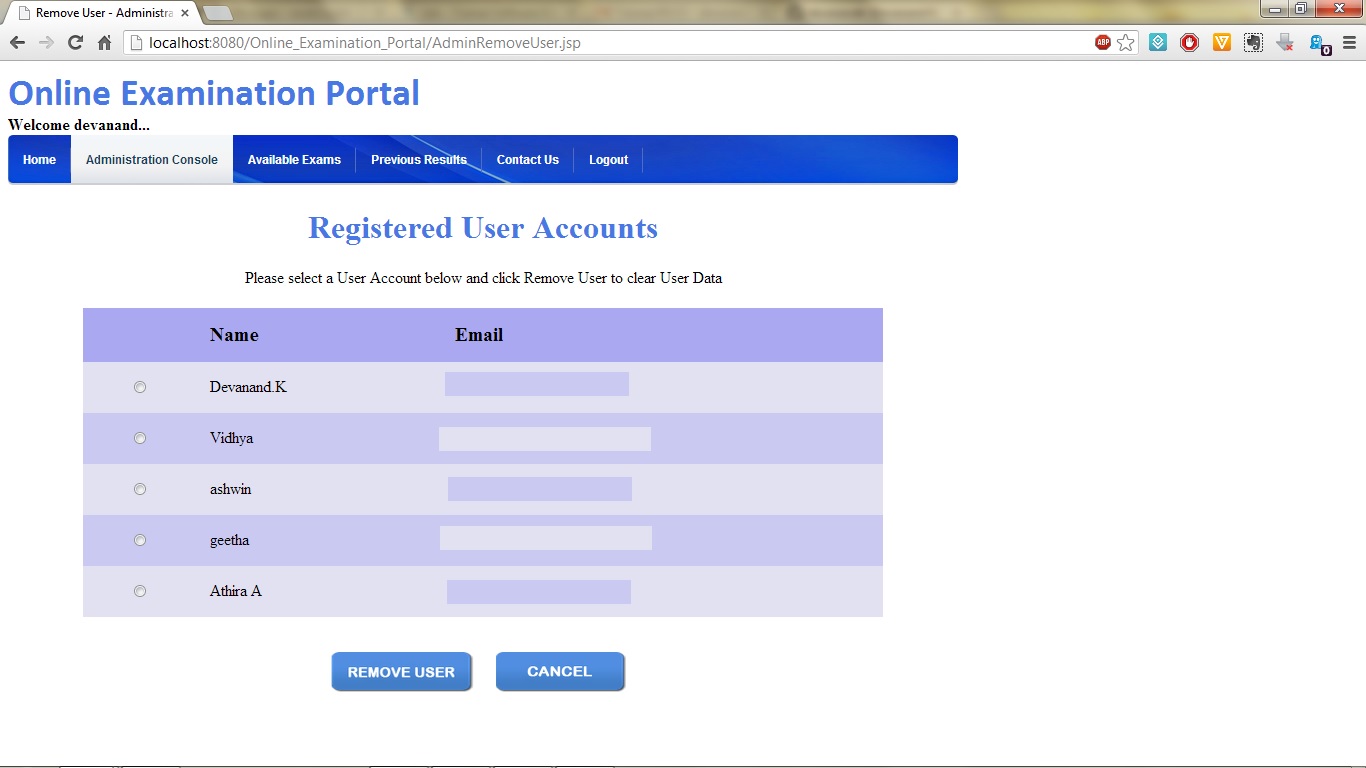 Remove User - Administra
localhost:8080/Online_Examination_Portal/AdminRemoveUser.jsp
ABP
0
Online Examination Portal
Welcome devanand...
Home Administration Console Available Exams Previous Results Contact Us Logout
Registered User Accounts
Please select a User Account below and click Remove User to clear User Data
Name Email
Devanand.K
Vidhya
ashwin
geetha
Athira A
REMOVE USER CANCEL